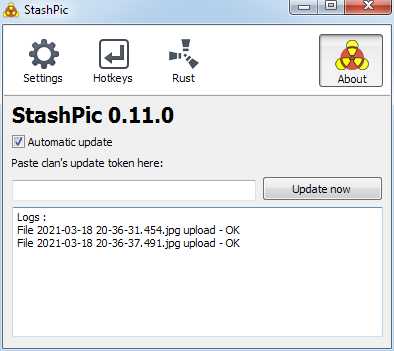 StashPic
Settings
Hotkeys
Rust
About
StashPic 0.11.0
Automatic update
Paste clan's update token here:
Update now
Logs :
File 2021-03-18 20-36-31.454.jpg upload - OK
File 2021-03-18 20-36-37.491.jpg upload - OK